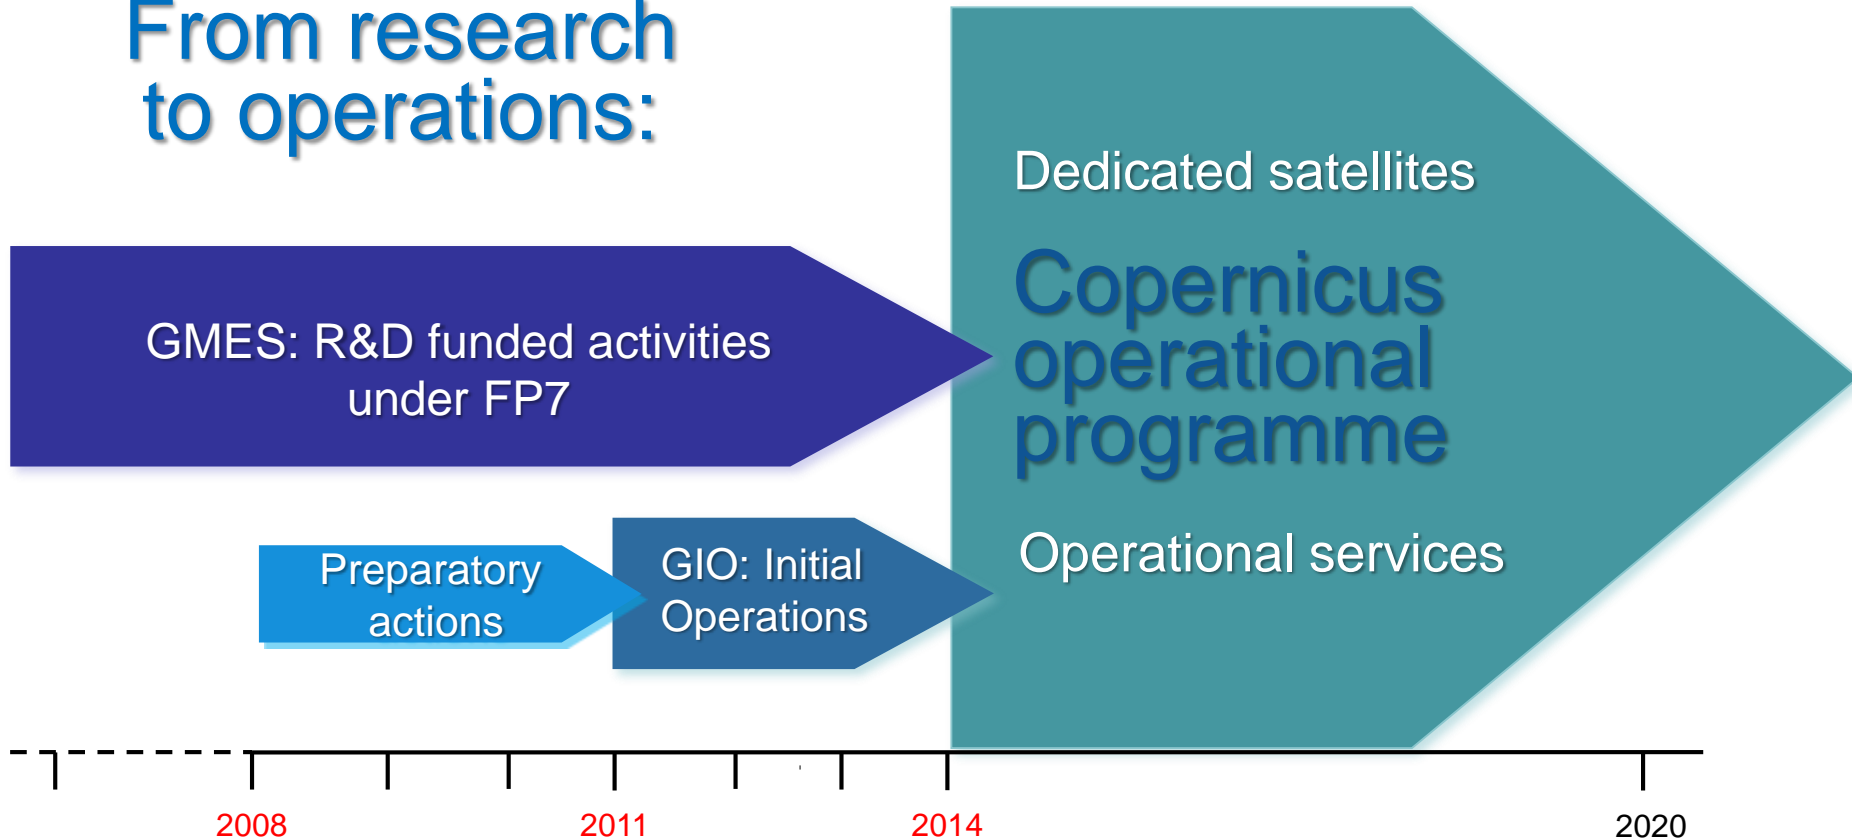 From research
to operations:
Dedicated satellites
Copernicus
operational
programme
Operational services
GMES: R&D funded activities
under FP7
Preparatory
actions
GIO: Initial
Operations
2008
2011
2014
2020